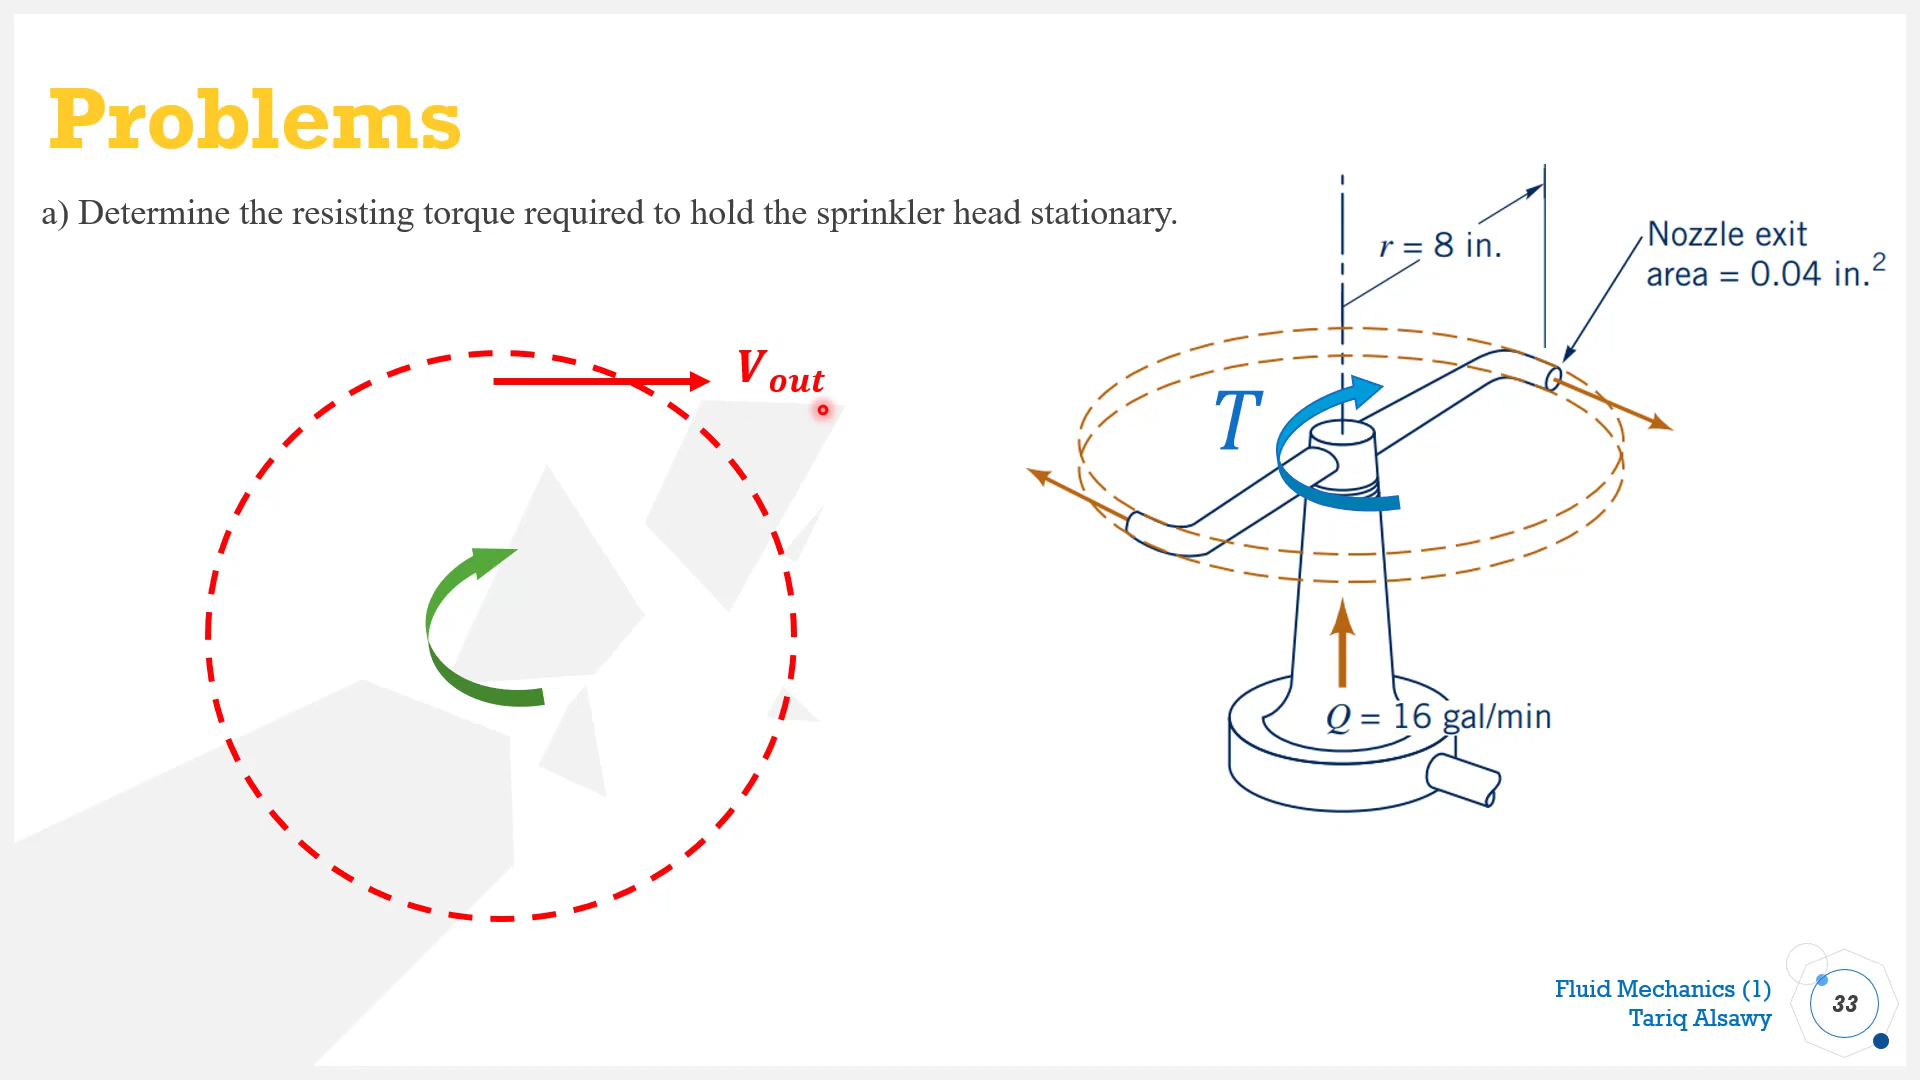 Problems
a) Determine the resisting torque required to hold the sprinkler head stationary.
r = 8 in.
Nozzle exit
area = 0.04 in.²
V out
T
Q = 16 gal/min
Fluid Mechanics (1)
Tariq Alsawy
33